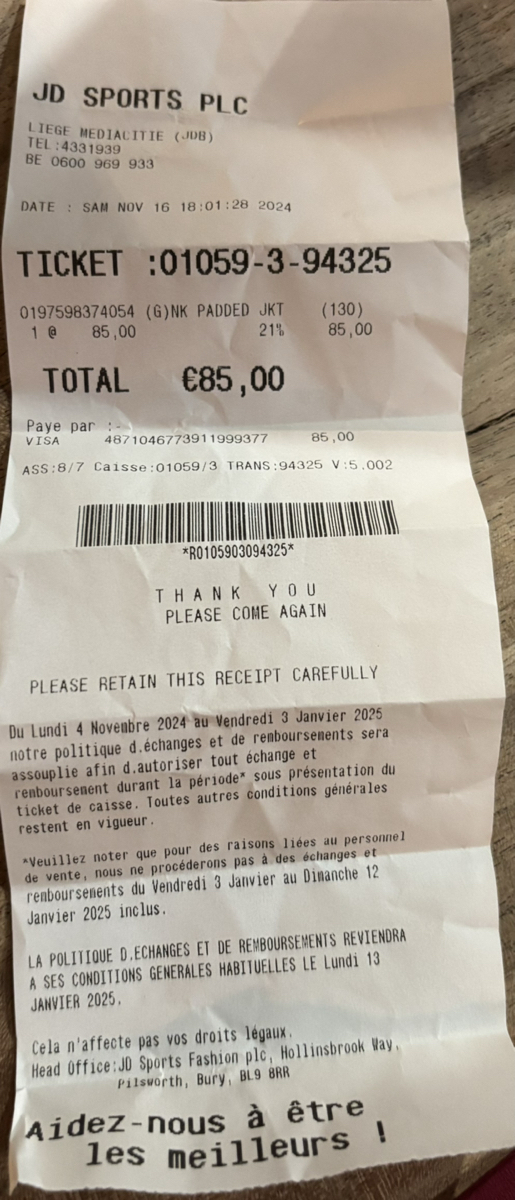 JD SPORTS PLC
LIEGE MEDIACITIE (JDB)
TEL:4331939
BE 0600 969 933
DATE : SAM NOV 16 18:01:28 2024
TICKET :01059-3-94325
0197598374054 (G)NK PADDED JKT (130)
1 @ 85,00 21% 85,00
TOTAL €85,00
Paye par :-
VISA 4871046773911999377 85,00
ASS:8/7 Caisse:01059/3 TRANS:94325 V:5.002
*R0105903094325*
THANK YOU
PLEASE COME AGAIN
PLEASE RETAIN THIS RECEIPT CAREFULLY
Du Lundi 4 Novembre 2024 au Vendredi 3 Janvier 2025
notre politique d.échanges et de remboursements sera
assouplie afin d.autoriser tout échange et
remboursement durant la période* sous présentation du
ticket de caisse. Toutes autres conditions générales
restent en vigueur.
*Veuillez noter que pour des raisons liées au personnel
de vente, nous ne procéderons pas à des échanges et
remboursements du Vendredi 3 Janvier au Dimanche 12
Janvier 2025 inclus.
LA POLITIQUE D.ECHANGES ET DE REMBOURSEMENTS REVIENDRA
A SES CONDITIONS GENERALES HABITUELLES LE Lundi 13
JANVIER 2025.
Cela n'affecte pas vos droits légaux.
Head Office:JD Sports Fashion plc, Hollinsbrook Way,
Pilsworth, Bury, BL9 8RR
Aidez-nous à être
les meilleurs !